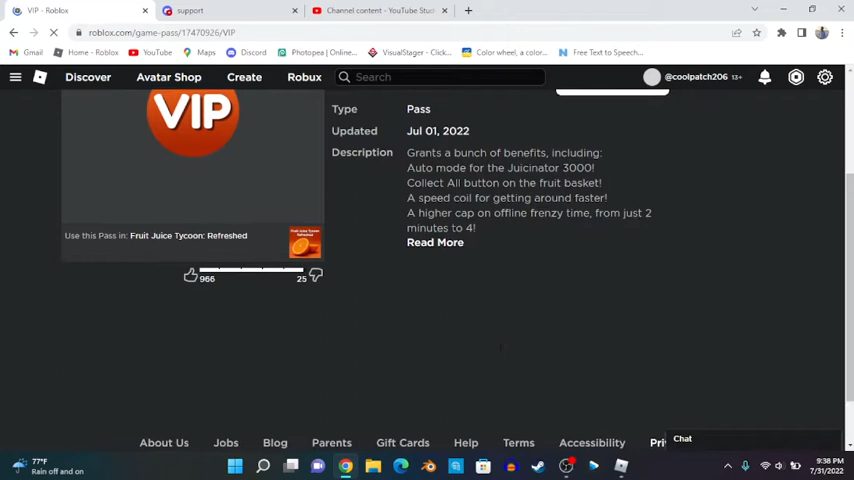 VIP - Roblox
support
Channel content - YouTube Stud
roblox.com/game-pass/17470926/VIP
Gmail
Home - Roblox
YouTube
Maps
Discord
Photopea | Online...
VisualStager - Click...
Color wheel, a color...
Free Text to Speech...
Discover
Avatar Shop
Create
Robux
Search
@coolpatch206 13+
VIP
Type
Pass
Updated
Jul 01, 2022
Description
Grants a bunch of benefits, including:
Auto mode for the Juicinator 3000!
Collect All button on the fruit basket!
A speed coil for getting around faster!
A higher cap on offline frenzy time, from just 2
minutes to 4!
Read More
Use this Pass in: Fruit Juice Tycoon: Refreshed
966
25
About Us
Jobs
Blog
Parents
Gift Cards
Help
Terms
Accessibility
Pri
Chat
77°F
Rain off and on
9:38 PM
7/31/2022